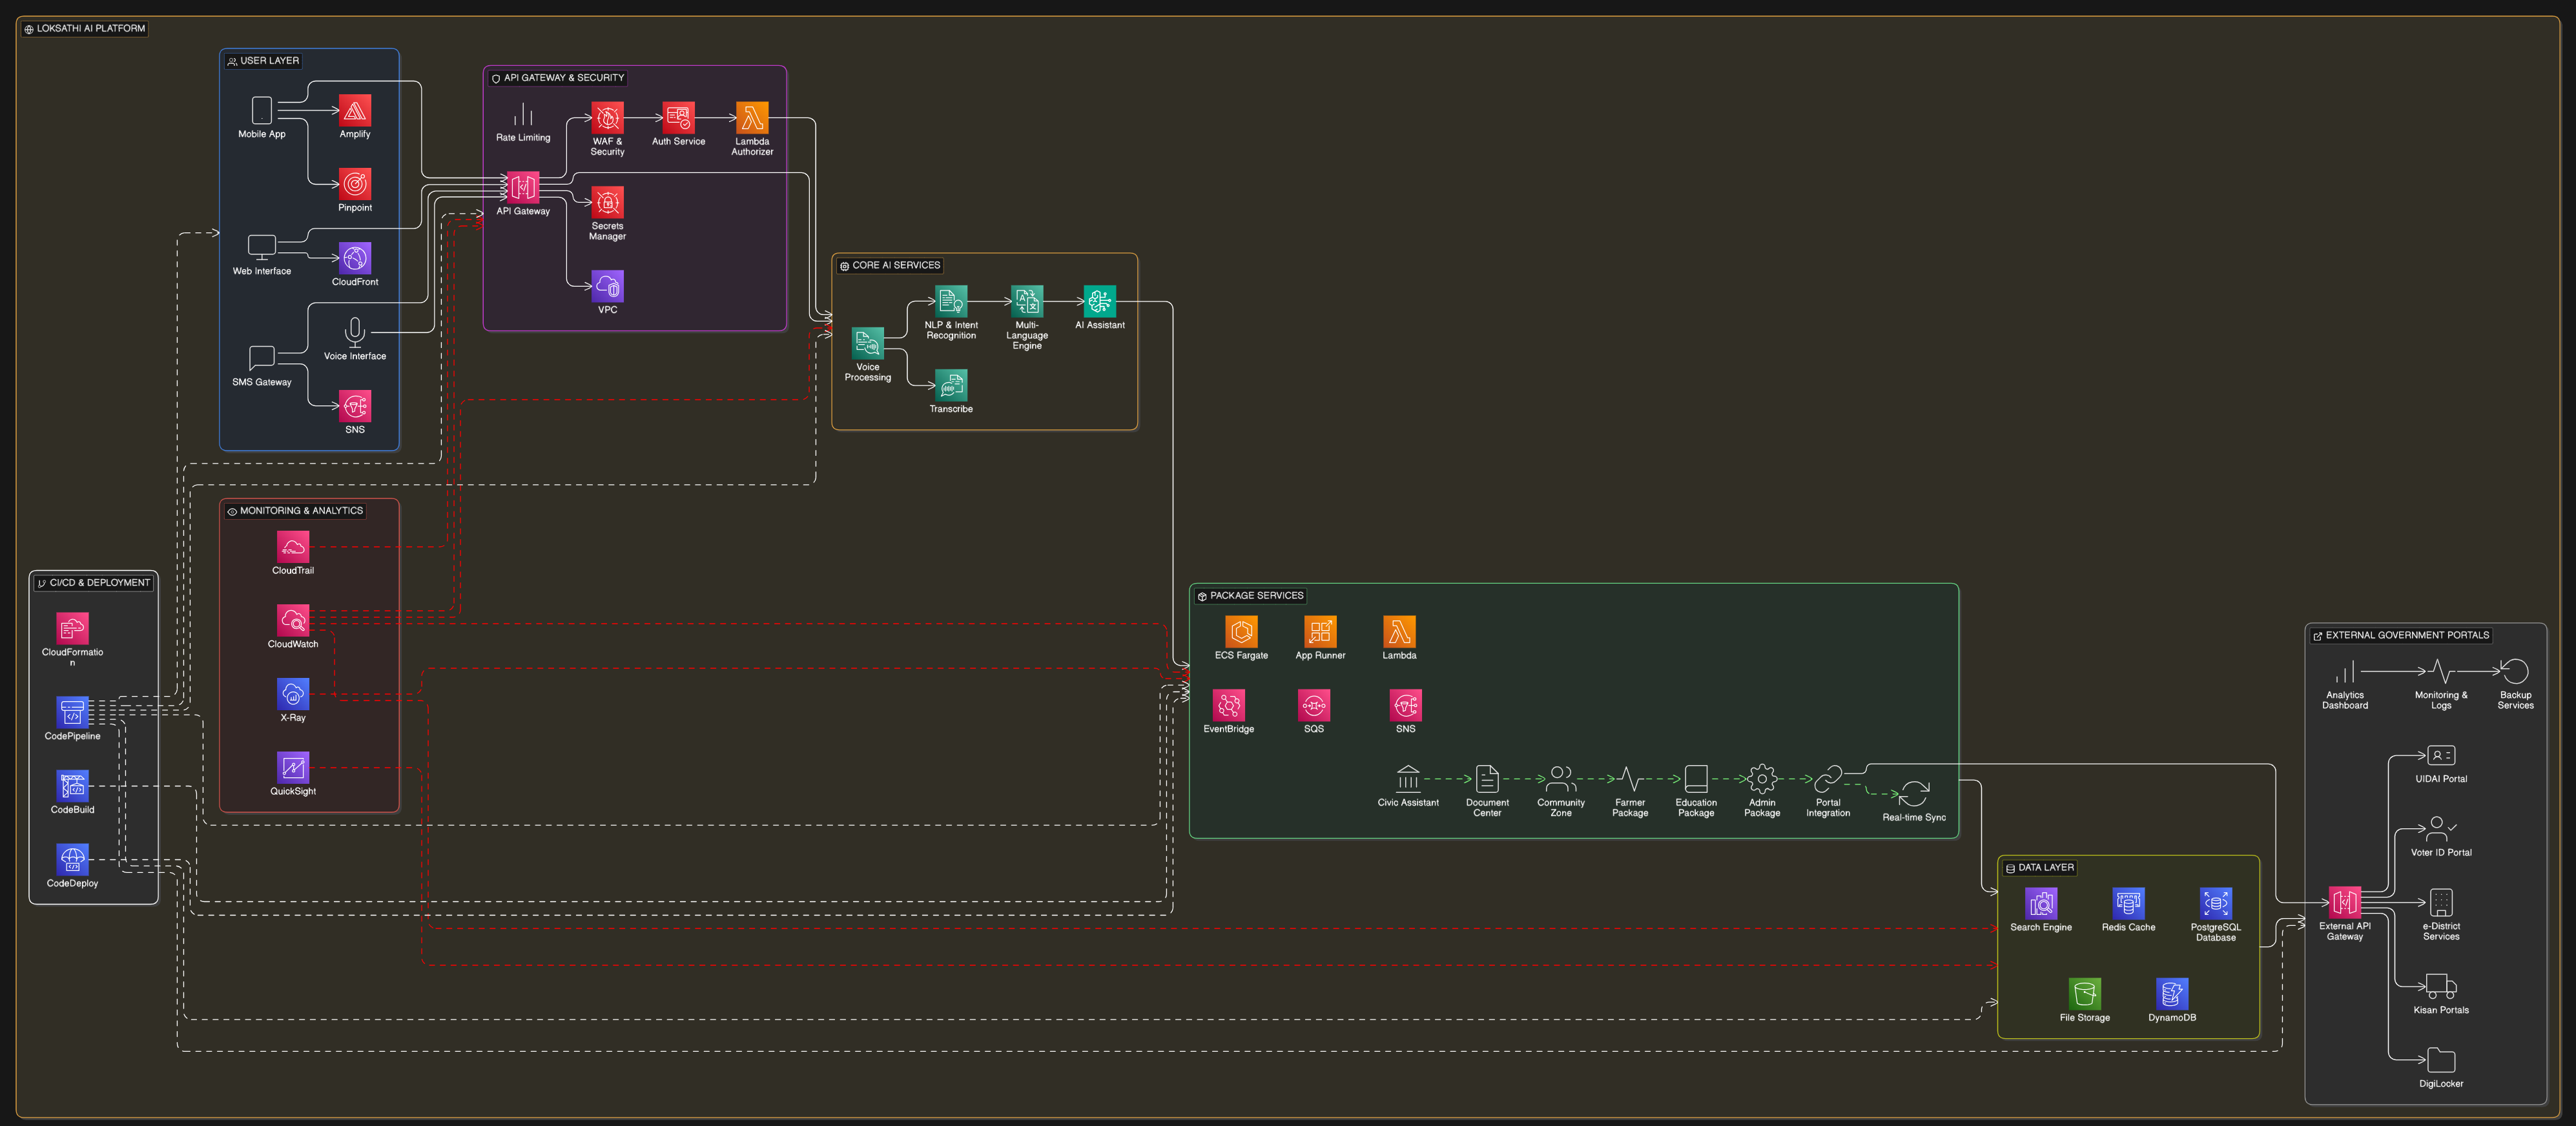 LOKSATHI AI PLATFORM
USER LAYER
Mobile App
Amplify
Pinpoint
Web Interface
CloudFront
Voice Interface
SMS Gateway
SNS
API GATEWAY & SECURITY
Rate Limiting
WAF &
Security
Auth Service
Lambda
Authorizer
API Gateway
Secrets
Manager
VPC
CORE AI SERVICES
NLP & Intent
Recognition
Multi-
Language
Engine
AI Assistant
Voice
Processing
Transcribe
MONITORING & ANALYTICS
CloudTrail
CloudWatch
X-Ray
QuickSight
CI/CD & DEPLOYMENT
CloudFormatio
n
CodePipeline
CodeBuild
CodeDeploy
PACKAGE SERVICES
ECS Fargate
App Runner
Lambda
EventBridge
SQS
SNS
Civic Assistant
Document
Center
Community
Zone
Farmer
Package
Education
Package
Admin
Package
Portal
Integration
Real-time Sync
DATA LAYER
Search Engine
Redis Cache
PostgreSQL
Database
File Storage
DynamoDB
EXTERNAL GOVERNMENT PORTALS
Analytics
Dashboard
Monitoring &
Logs
Backup
Services
UIDAI Portal
Voter ID Portal
External API
Gateway
e-District
Services
Kisan Portals
DigiLocker